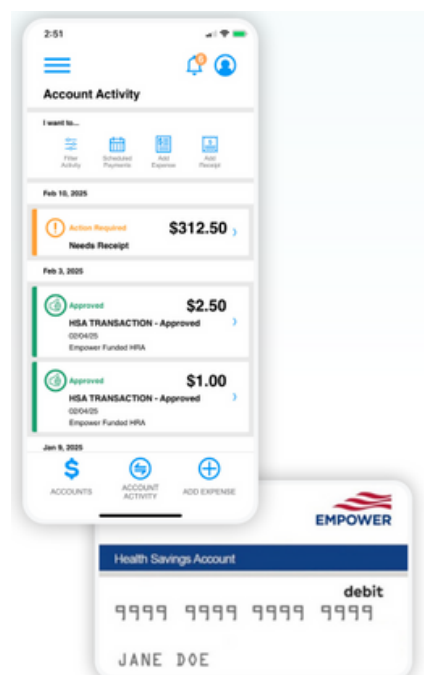 2:51
Account Activity
I want to...
Filter Activity
Scheduled Payments
Add Expense
Add Receipt
Feb 10, 2025
Action Required
$312.50
Needs Receipt
Feb 3, 2025
Approved
$2.50
HSA TRANSACTION - Approved
02/04/25
Empower Funded HRA
Approved
$1.00
HSA TRANSACTION - Approved
02/04/25
Empower Funded HRA
Jan 9, 2025
$
ACCOUNTS
ACCOUNT
ACTIVITY
ADD EXPENSE
EMPOWER
Health Savings Account
debit
9999 9999 9999 9999
JANE DOE